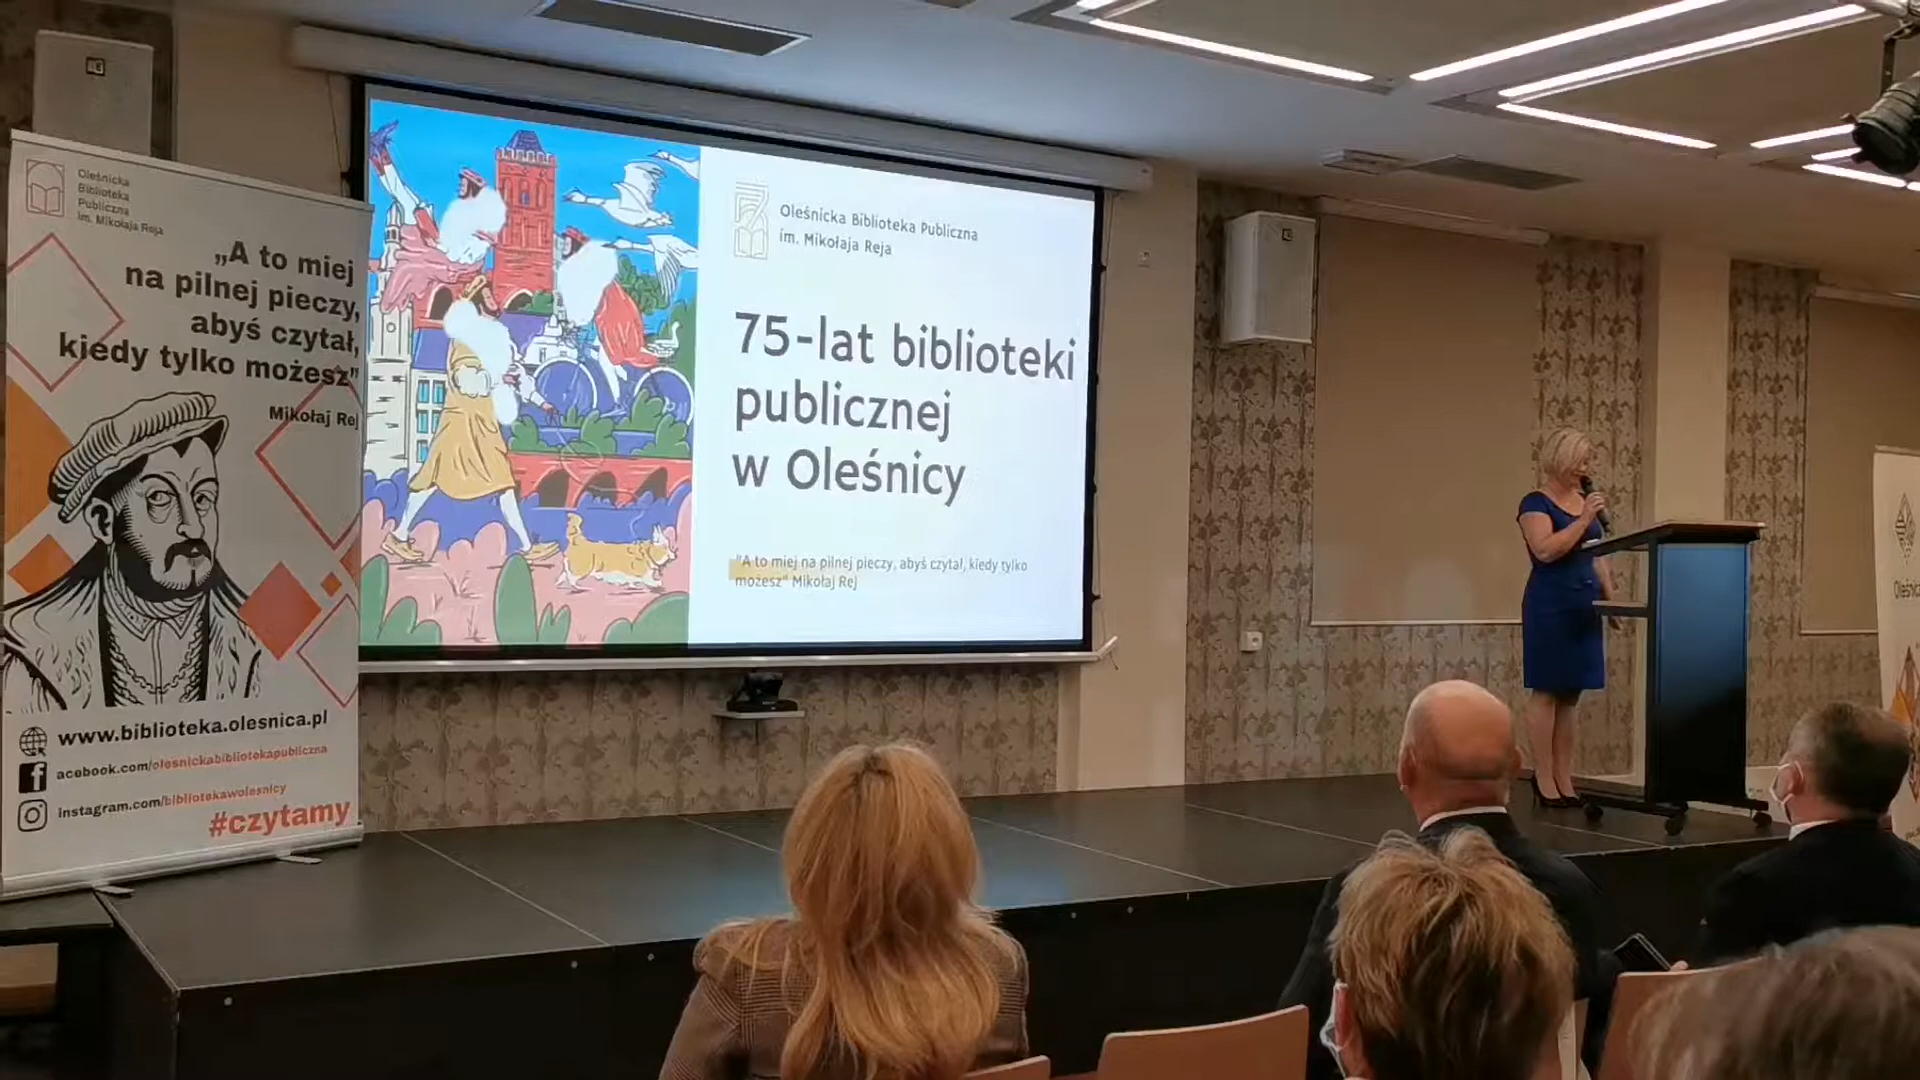 Oleśnicka
Biblioteka
Publiczna
im. Mikołaja Reja
„A to miej
na pilnej pieczy,
abyś czytał,
kiedy tylko możesz”
Mikołaj Rej
www.biblioteka.olesnica.pl
acebook.com/olesnickabibliotekapubliczna
instagram.com/bibliotekawolesnicy
#czytamy
Oleśnicka Biblioteka Publiczna
im. Mikołaja Reja
75-lat biblioteki
publicznej
w Oleśnicy
"A to miej na pilnej pieczy, abyś czytał, kiedy tylko
możesz" Mikołaj Rej